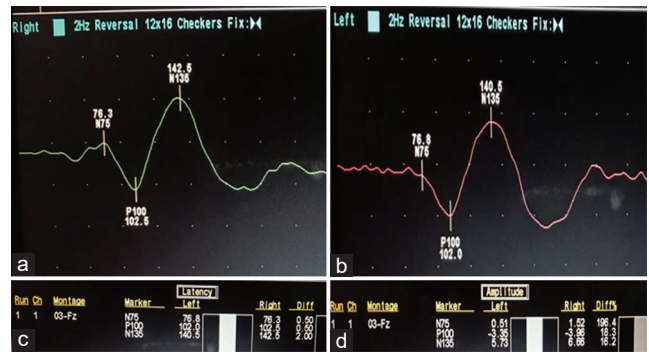 Right 2Hz Reversal 12x16 Checkers Fix:
142.5
N135
76.3
N75
P100
102.5
a
Left 2Hz Reversal 12x16 Checkers Fix:
140.5
N135
76.8
N75
P100
102.0
b
Latency
Run Ch Montage Marker Left Right Diff
1 1 03-Fz N75 76.8 76.3 0.50
P100 102.0 102.5 0.50
N135 140.5 142.5 2.00
c
Amplitude
Run Ch Montage Marker Left Right Diff%
1 1 03-Fz N75 0.51 1.52 196.4
P100 -3.35 -3.96 18.3
N135 5.73 6.66 16.2
d